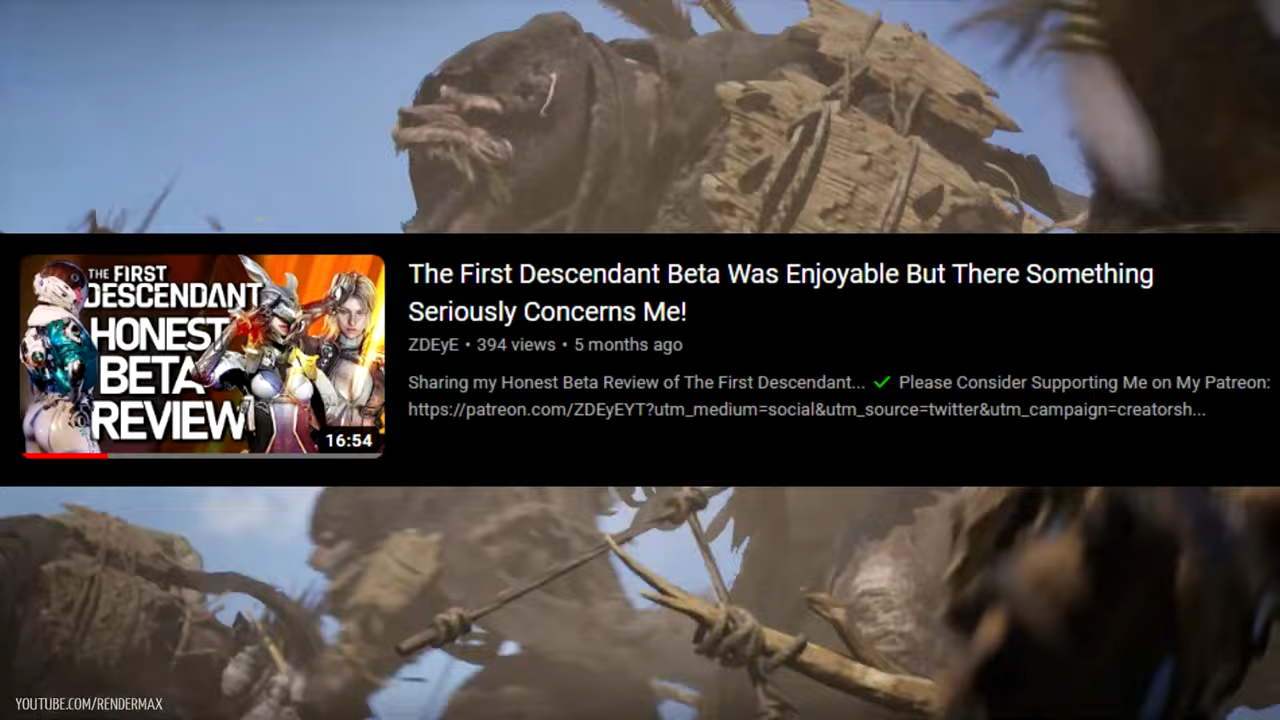 THE FIRST
DESCENDANT
HONEST
BETA
REVIEW
16:54
The First Descendant Beta Was Enjoyable But There Something
Seriously Concerns Me!
ZDEyE • 394 views • 5 months ago
Sharing my Honest Beta Review of The First Descendant... ✓ Please Consider Supporting Me on My Patreon:
https://patreon.com/ZDEyEYT?utm_medium=social&utm_source=twitter&utm_campaign=creatorsh...
YOUTUBE.COM/RENDERMAX